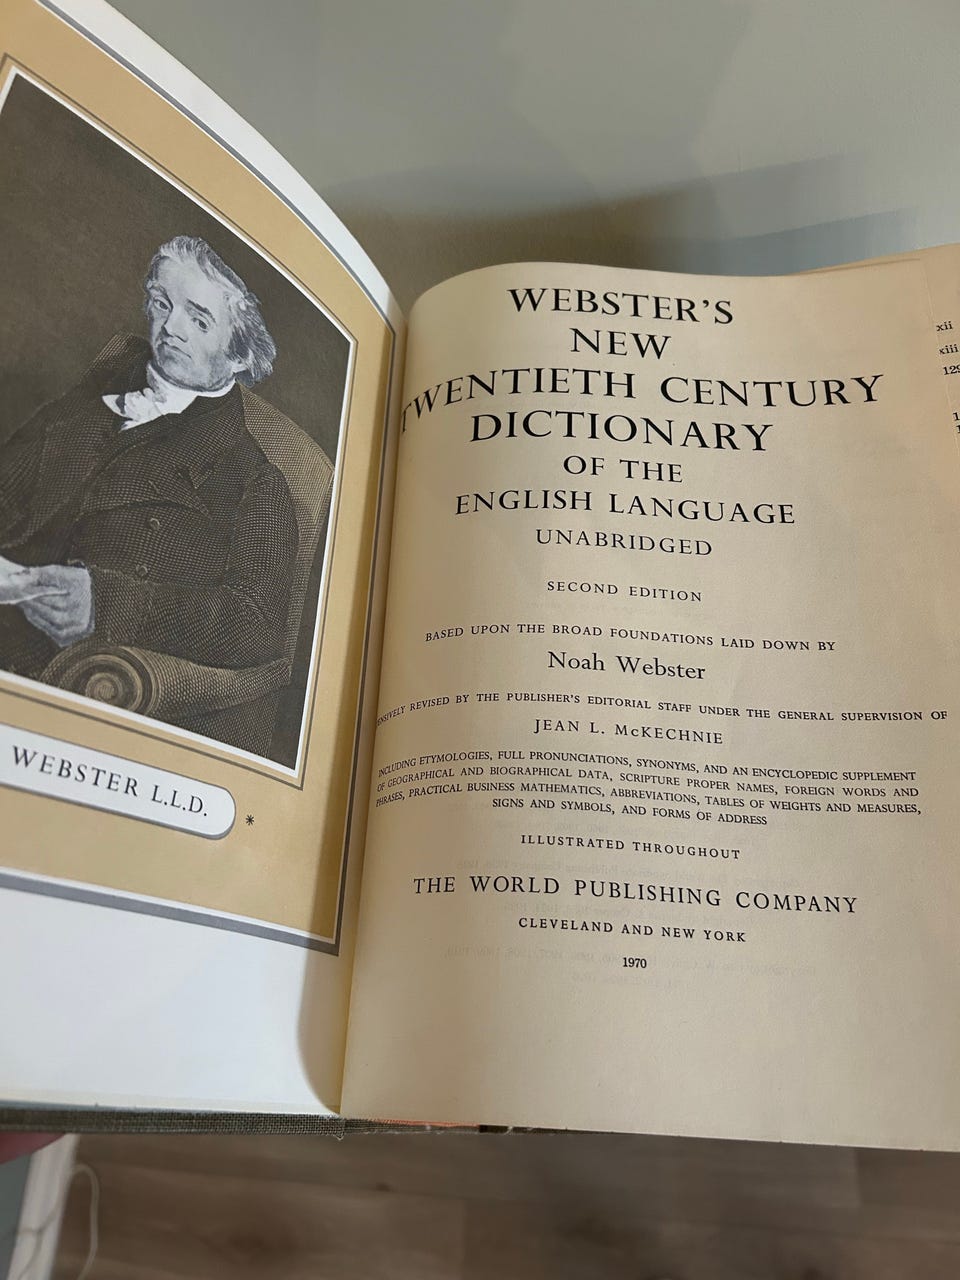 WEBSTER L.L.D.
*
WEBSTER'S
NEW
TWENTIETH CENTURY
DICTIONARY
OF THE
ENGLISH LANGUAGE
UNABRIDGED
SECOND EDITION
BASED UPON THE BROAD FOUNDATIONS LAID DOWN BY
Noah Webster
ENSIVELY REVISED BY THE PUBLISHER'S EDITORIAL STAFF UNDER THE GENERAL SUPERVISION OF
JEAN L. McKECHNIE
INCLUDING ETYMOLOGIES, FULL PRONUNCIATIONS, SYNONYMS, AND AN ENCYCLOPEDIC SUPPLEMENT
OF GEOGRAPHICAL AND BIOGRAPHICAL DATA, SCRIPTURE PROPER NAMES, FOREIGN WORDS AND
PHRASES, PRACTICAL BUSINESS MATHEMATICS, ABBREVIATIONS, TABLES OF WEIGHTS AND MEASURES,
SIGNS AND SYMBOLS, AND FORMS OF ADDRESS
ILLUSTRATED THROUGHOUT
THE WORLD PUBLISHING COMPANY
CLEVELAND AND NEW YORK
1970
xii
xiii
129